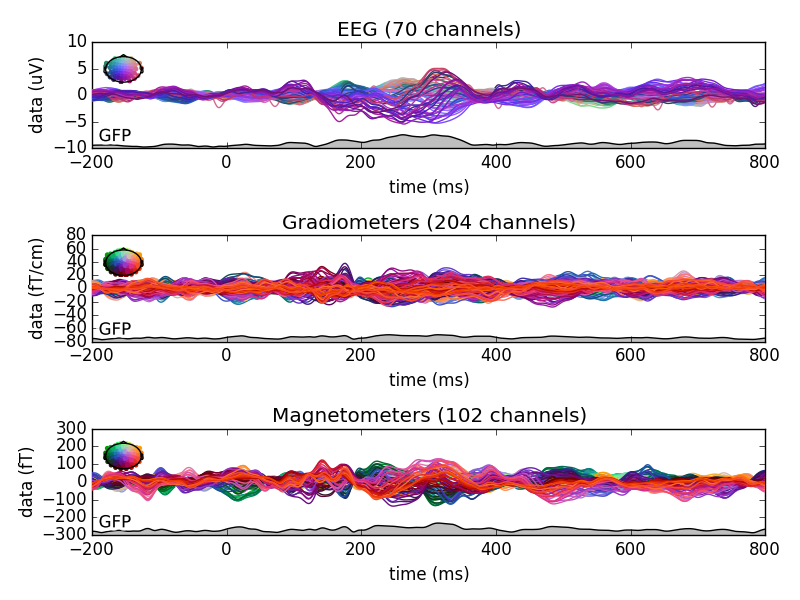 EEG (70 channels)
10
5
0
−5
−10
data (uV)
GFP
−200 0 200 400 600 800
time (ms)
Gradiometers (204 channels)
80
60
40
20
0
−20
−40
−60
−80
data (fT/cm)
GFP
−200 0 200 400 600 800
time (ms)
Magnetometers (102 channels)
300
200
100
0
−100
−200
−300
data (fT)
GFP
−200 0 200 400 600 800
time (ms)